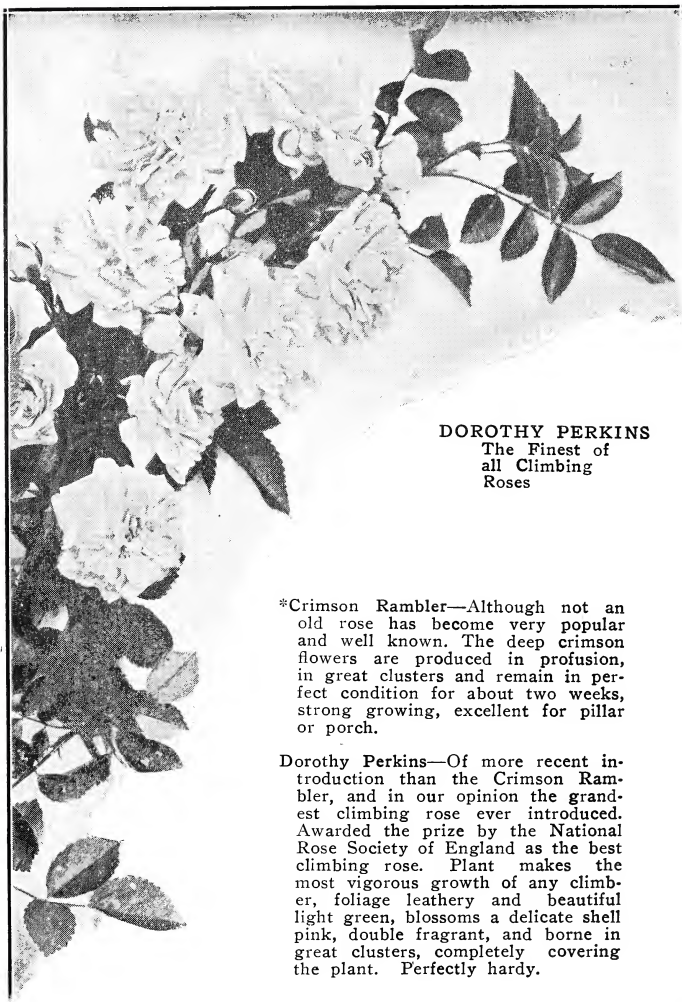 DOROTHY PERKINS
The Finest of
all Climbing
Roses
*Crimson Rambler—Although not an
old rose has become very popular
and well known. The deep crimson
flowers are produced in profusion,
in great clusters and remain in per-
fect condition for about two weeks,
strong growing, excellent for pillar
or porch.
Dorothy Perkins—Of more recent in-
troduction than the Crimson Ram-
bler, and in our opinion the grand-
est climbing rose ever introduced.
Awarded the prize by the National
Rose Society of England as the best
climbing rose. Plant makes the
most vigorous growth of any climb-
er, foliage leathery and beautiful
light green, blossoms a delicate shell
pink, double fragrant, and borne in
great clusters, completely covering
the plant. Perfectly hardy.